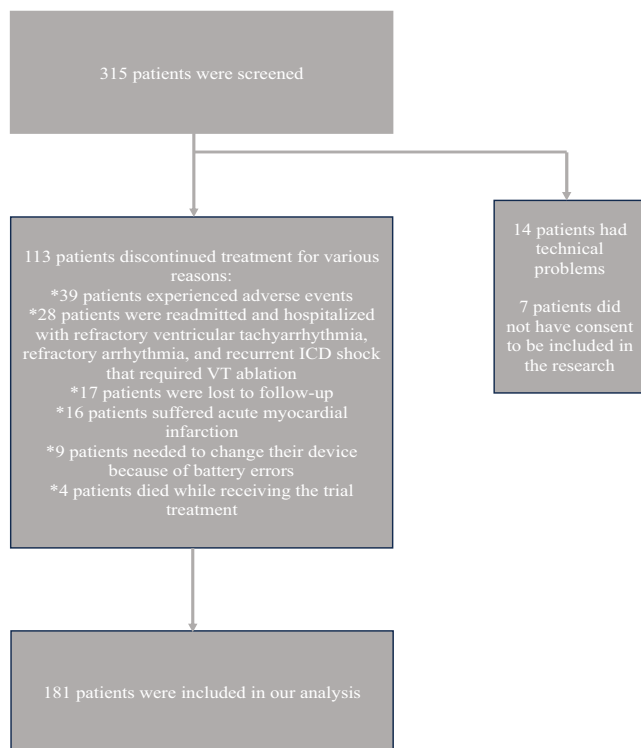 315 patients were screened
113 patients discontinued treatment for various
reasons:
*39 patients experienced adverse events
*28 patients were readmitted and hospitalized
with refractory ventricular tachyarrhythmia,
refractory arrhythmia, and recurrent ICD shock
that required VT ablation
*17 patients were lost to follow-up
*16 patients suffered acute myocardial
infarction
*9 patients needed to change their device
because of battery errors
*4 patients died while receiving the trial
treatment
14 patients had
technical
problems
7 patients did
not have consent
to be included in
the research
181 patients were included in our analysis